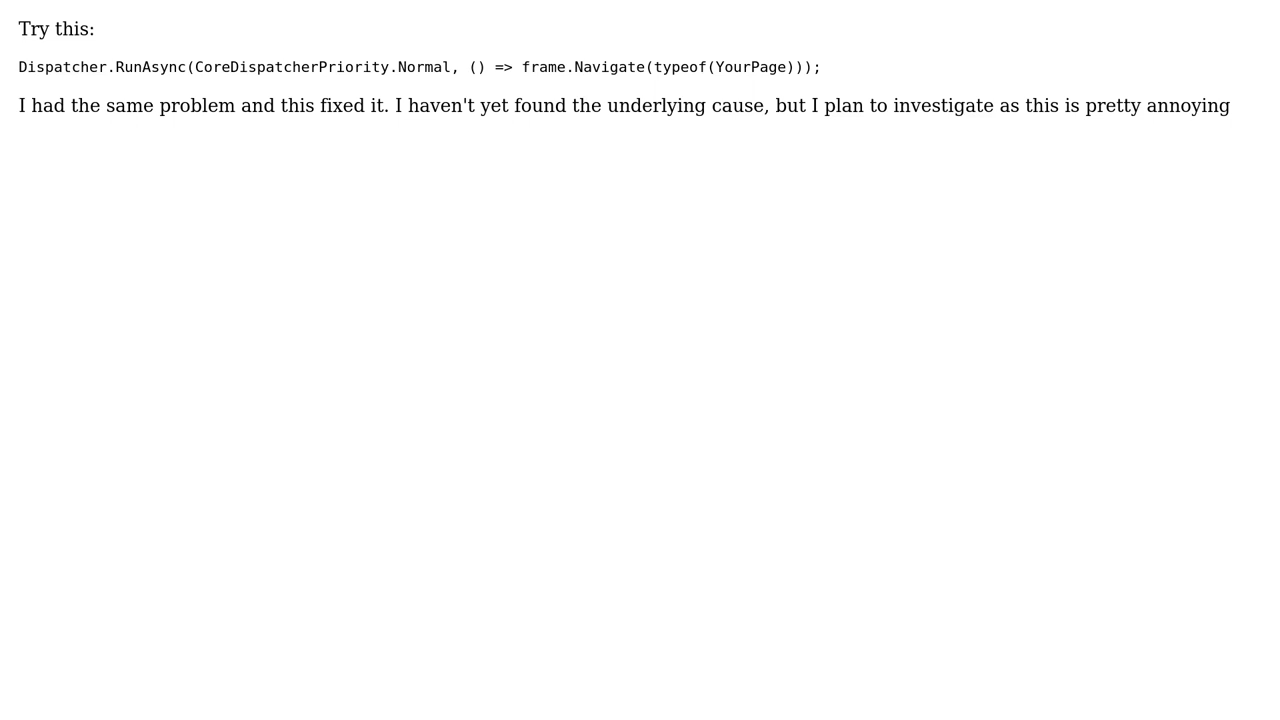 Try this:
Dispatcher.RunAsync(CoreDispatcherPriority.Normal, () => frame.Navigate(typeof(YourPage)));
I had the same problem and this fixed it. I haven't yet found the underlying cause, but I plan to investigate as this is pretty annoying